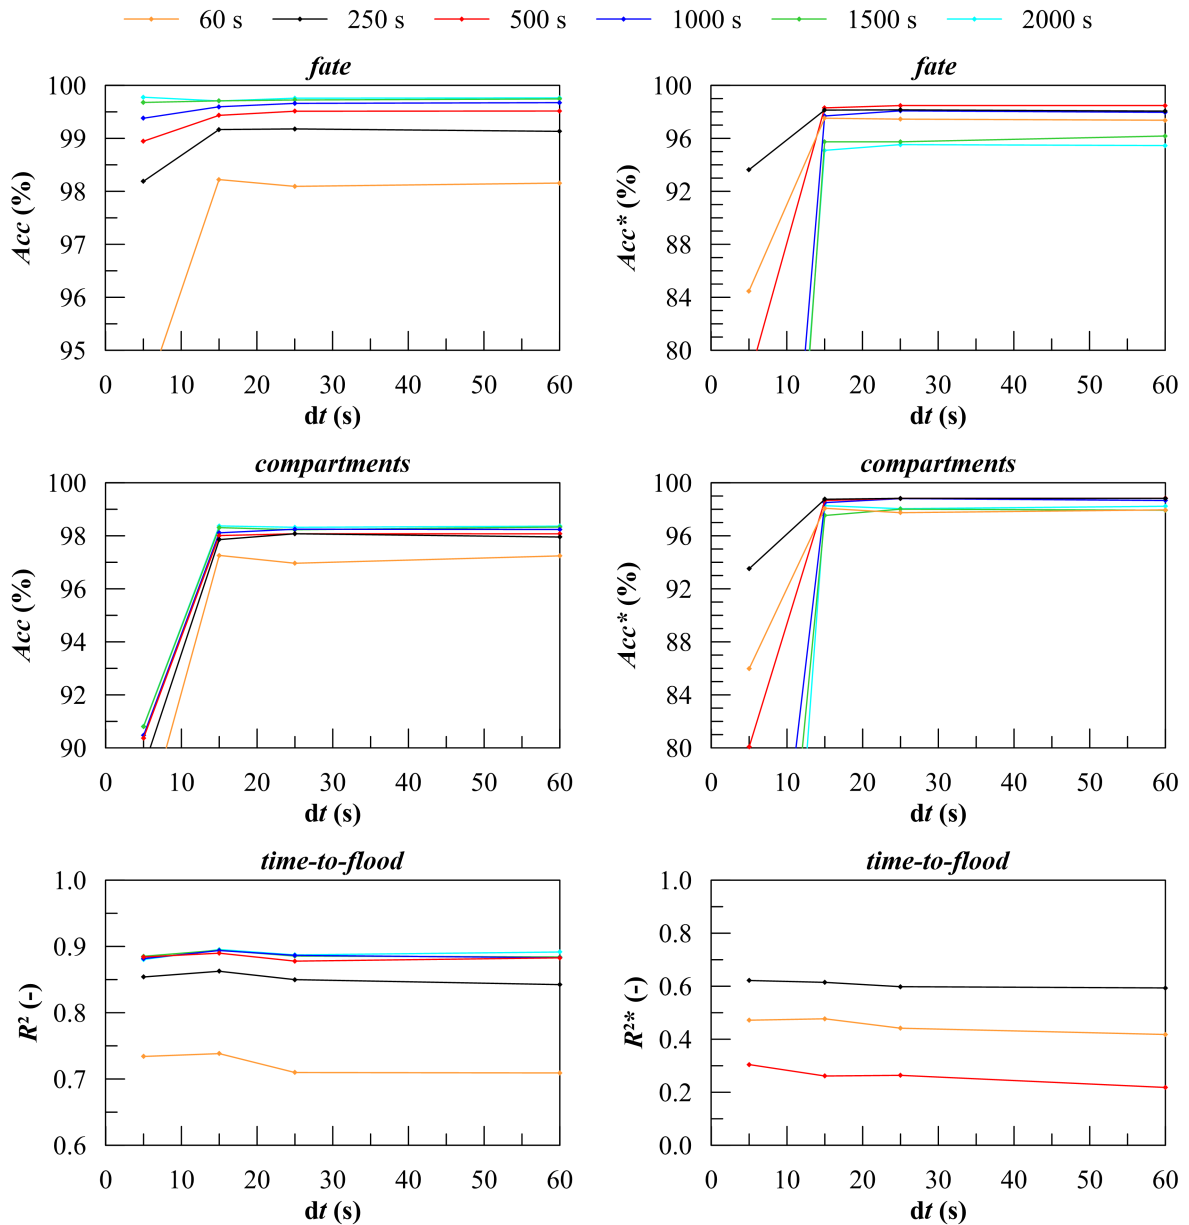 60 s 250 s 500 s 1000 s 1500 s 2000 s
fate fate
100 100
99 96
98 92
97 88
96 84
95 80
Acc (%) Acc* (%)
0 10 20 30 40 50 60 0 10 20 30 40 50 60
dt (s) dt (s)
compartments compartments
100 100
98 96
96 92
94 88
92 84
90 80
Acc (%) Acc* (%)
0 10 20 30 40 50 60 0 10 20 30 40 50 60
dt (s) dt (s)
time-to-flood time-to-flood
1.0 1.0
0.9 0.8
0.8 0.6
0.7 0.4
0.6 0.2
0.0
R² (-) R²* (-)
0 10 20 30 40 50 60 0 10 20 30 40 50 60
dt (s) dt (s)